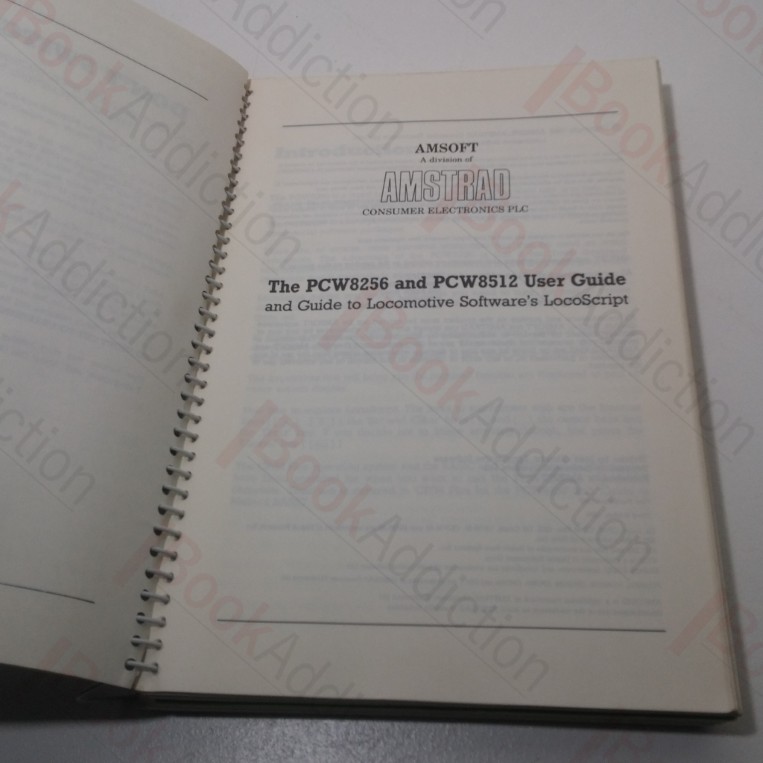 AMSOFT
A division of
AMSTRAD
CONSUMER ELECTRONICS PLC
The PCW8256 and PCW8512 User Guide
and Guide to Locomotive Software's LocoScript
BookAddiction